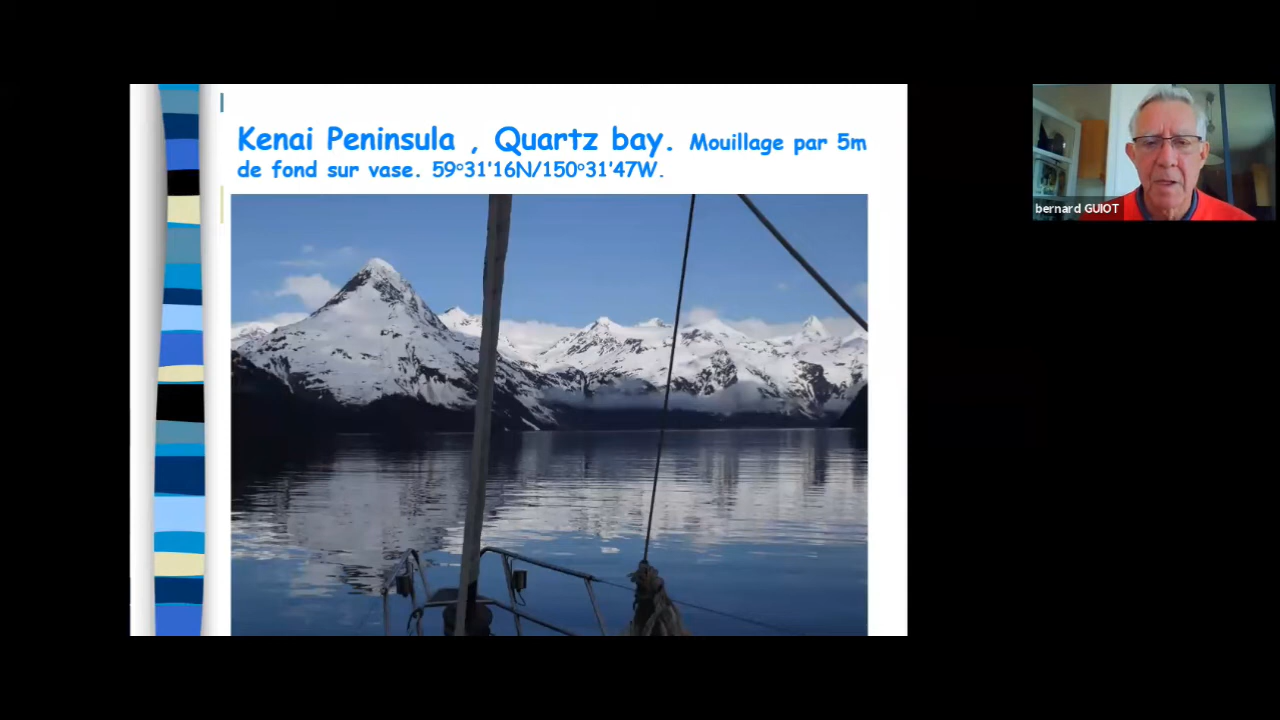 Kenai Peninsula , Quartz bay. Mouillage par 5m
de fond sur vase. 59°31'16N/150°31'47W.
bernard GUIOT